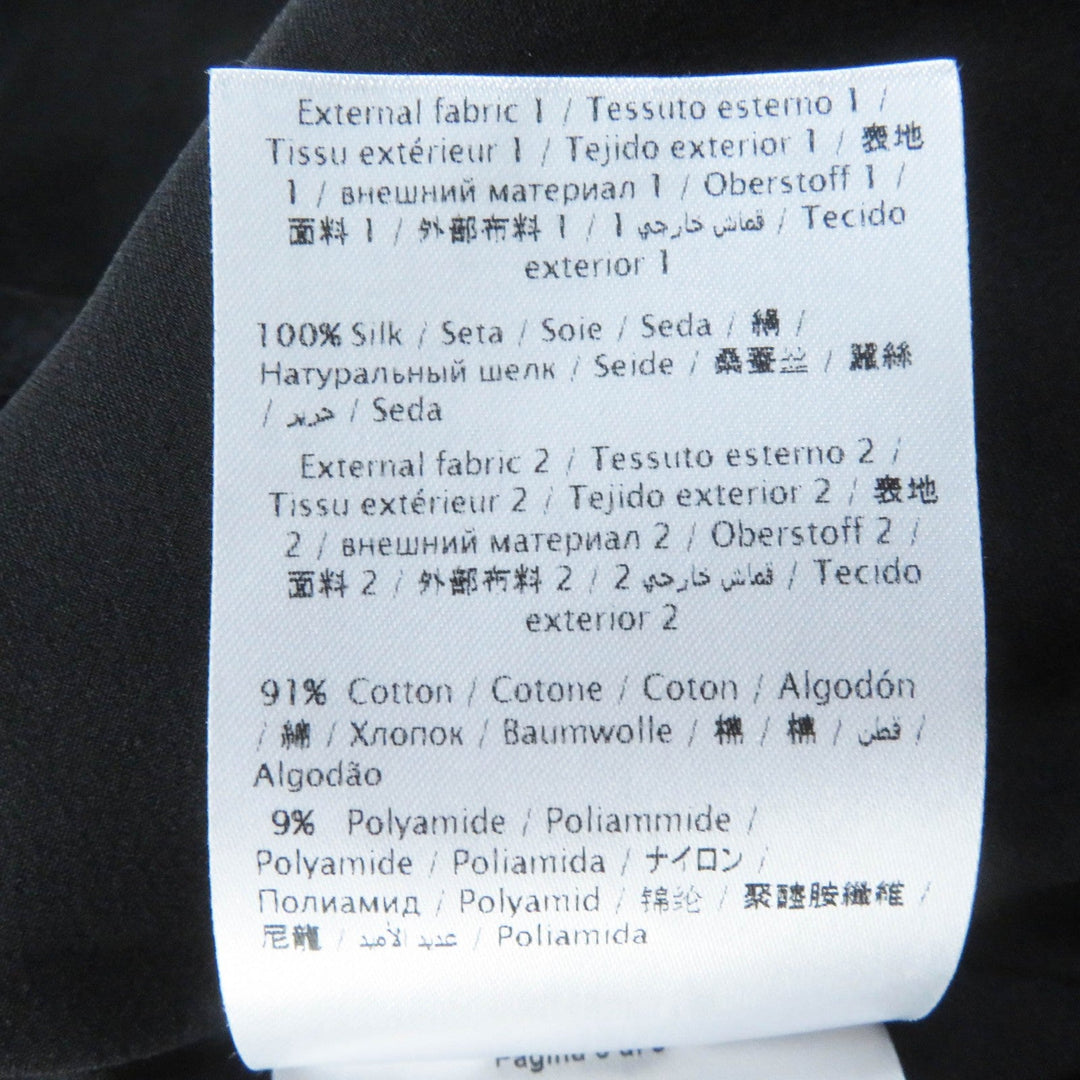 External fabric 1 / Tessuto esterno 1 /
Tissu extérieur 1 / Tejido exterior 1 / 表地
1 / внешний материал 1 / Oberstoff 1 /
面料 1 / 外部布料 1 / 1 قماش خارجي / Tecido
exterior 1
100% Silk / Seta / Soie / Seda / 絹 /
Натуральный шелк / Seide / 桑蚕丝 /
/ حرير / Seda
External fabric 2 / Tessuto esterno 2 /
Tissu extérieur 2 / Tejido exterior 2 / 表地
2 / внешний материал 2 / Oberstoff 2 /
面料 2 / 外部布料 2 / 2 قماش خارجي / Tecido
exterior 2
91% Cotton / Cotone / Coton / Algodón
/ 綿 / Хлопок / Baumwolle / 棉 / 棉 / قطن /
Algodão
9% Polyamide / Poliammide /
Polyamide / Poliamida / ナイロン /
Полиамид / Polyamid / 锦纶 / 聚醯胺纖維 /
尼龍 / عديد الأميد / Poliamida